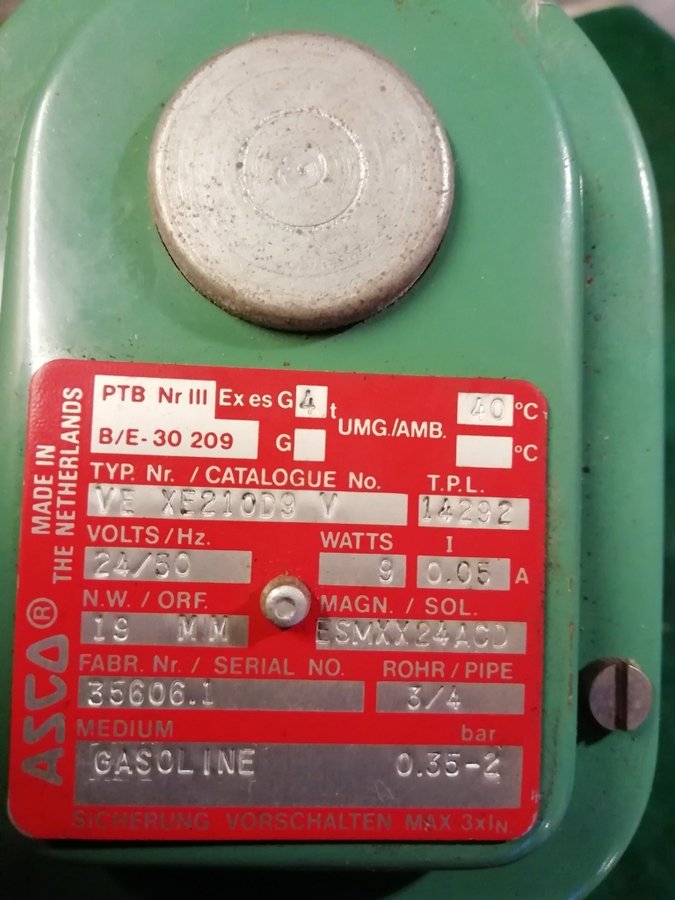 PTB Nr III Ex es G 4 t
B/E-30 209 G
UMG./AMB. 40 °C
°C
TYP. Nr. / CATALOGUE No. T.P.L.
VE XE210D9 V 14292
VOLTS/Hz. WATTS I
24/50 9 0.05 A
N.W. / ORF. MAGN. / SOL.
19 MM ESMXX24ACD
FABR. Nr. / SERIAL NO. ROHR/PIPE
35606.1 3/4
MEDIUM bar
GASOLINE 0.35-2
SICHERUNG VORSCHALTEN MAX 3xIN
MADE IN
THE NETHERLANDS
ASCO ®